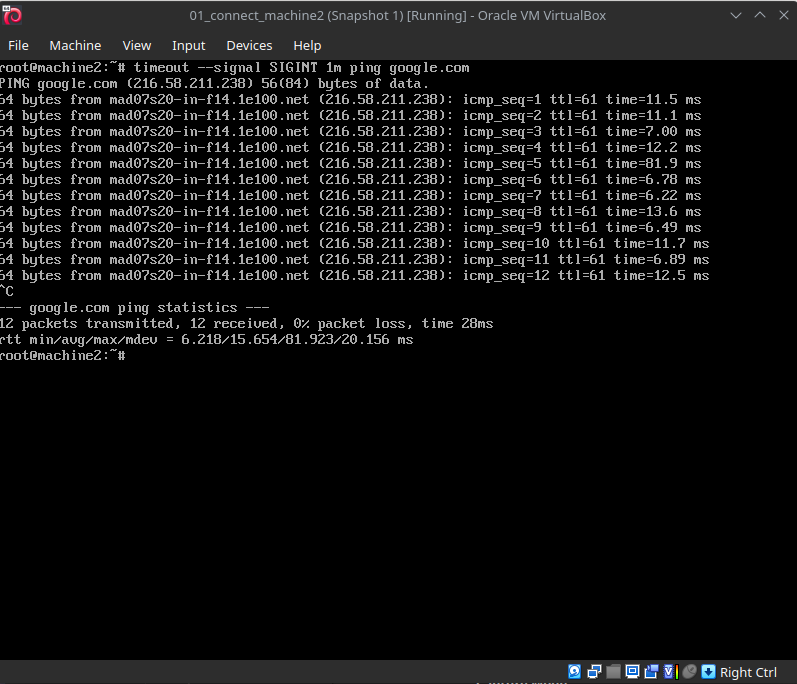 01_connect_machine2 (Snapshot 1) [Running] - Oracle VM VirtualBox
File Machine View Input Devices Help
root@machine2:~# timeout --signal SIGINT 1m ping google.com
PING google.com (216.58.211.238) 56(84) bytes of data.
64 bytes from mad07s20-in-f14.1e100.net (216.58.211.238): icmp_seq=1 ttl=61 time=11.5 ms
64 bytes from mad07s20-in-f14.1e100.net (216.58.211.238): icmp_seq=2 ttl=61 time=11.1 ms
64 bytes from mad07s20-in-f14.1e100.net (216.58.211.238): icmp_seq=3 ttl=61 time=7.00 ms
64 bytes from mad07s20-in-f14.1e100.net (216.58.211.238): icmp_seq=4 ttl=61 time=12.2 ms
64 bytes from mad07s20-in-f14.1e100.net (216.58.211.238): icmp_seq=5 ttl=61 time=81.9 ms
64 bytes from mad07s20-in-f14.1e100.net (216.58.211.238): icmp_seq=6 ttl=61 time=6.78 ms
64 bytes from mad07s20-in-f14.1e100.net (216.58.211.238): icmp_seq=7 ttl=61 time=6.22 ms
64 bytes from mad07s20-in-f14.1e100.net (216.58.211.238): icmp_seq=8 ttl=61 time=13.6 ms
64 bytes from mad07s20-in-f14.1e100.net (216.58.211.238): icmp_seq=9 ttl=61 time=6.49 ms
64 bytes from mad07s20-in-f14.1e100.net (216.58.211.238): icmp_seq=10 ttl=61 time=11.7 ms
64 bytes from mad07s20-in-f14.1e100.net (216.58.211.238): icmp_seq=11 ttl=61 time=6.89 ms
64 bytes from mad07s20-in-f14.1e100.net (216.58.211.238): icmp_seq=12 ttl=61 time=12.5 ms
^C
--- google.com ping statistics ---
12 packets transmitted, 12 received, 0% packet loss, time 28ms
rtt min/avg/max/mdev = 6.218/15.654/81.923/20.156 ms
root@machine2:~#
Right Ctrl